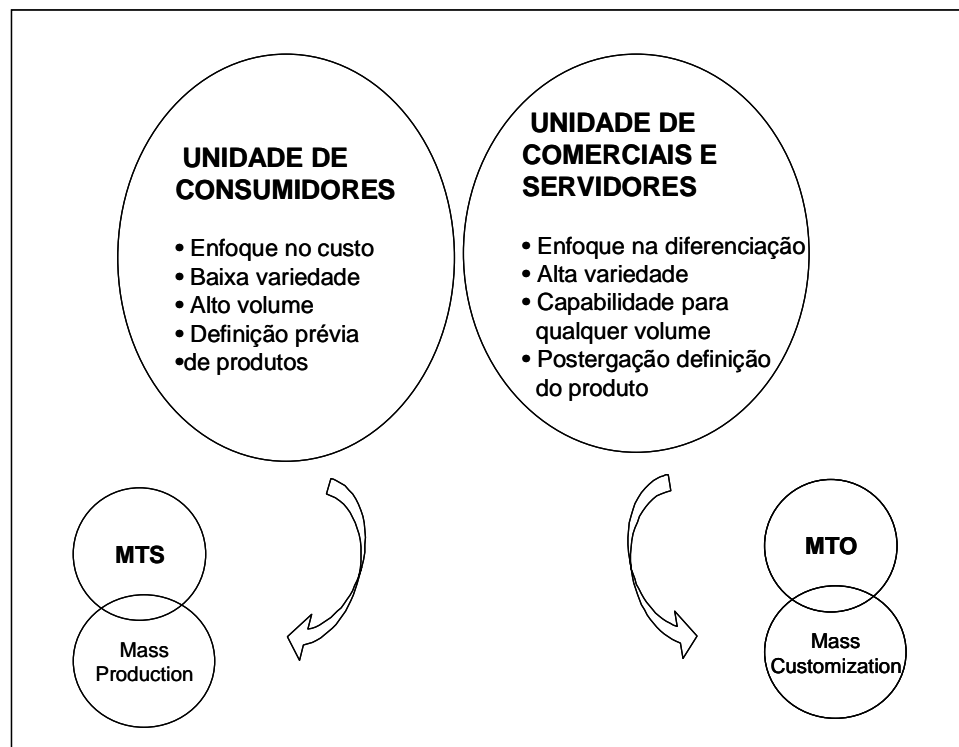 UNIDADE DE
CONSUMIDORES
• Enfoque no custo
• Baixa variedade
• Alto volume
• Definição prévia
•de produtos
UNIDADE DE
COMERCIAIS E
SERVIDORES
• Enfoque na diferenciação
• Alta variedade
• Capabilidade para
qualquer volume
• Postergação definição
do produto
MTS
Mass
Production
MTO
Mass
Customization